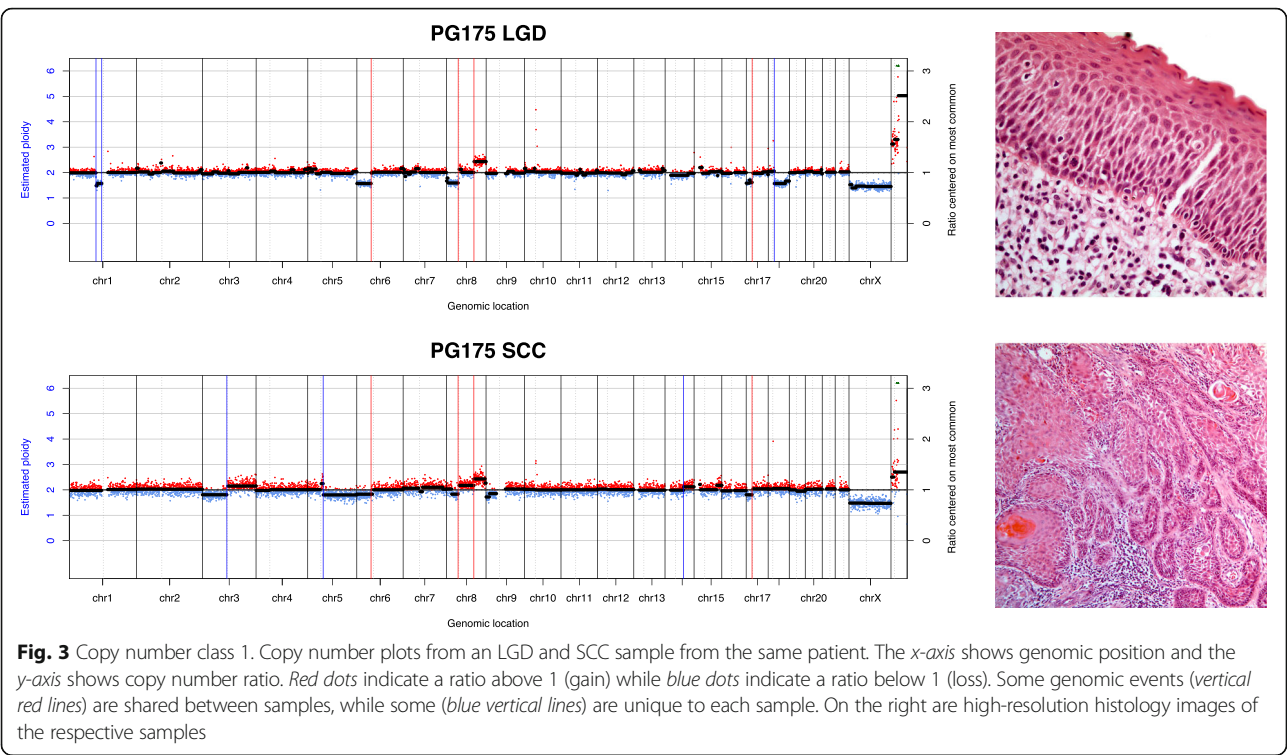 PG175 LGD
6
5
4
3
2
1
0
Estimated ploidy
3
2
1
0
Ratio centered on most common
chr1 chr2 chr3 chr4 chr5 chr6 chr7 chr8 chr9 chr10 chr11 chr12 chr13 chr15 chr17 chr20 chrX
Genomic location
PG175 SCC
6
5
4
3
2
1
0
Estimated ploidy
3
2
1
0
Ratio centered on most common
chr1 chr2 chr3 chr4 chr5 chr6 chr7 chr8 chr9 chr10 chr11 chr12 chr13 chr15 chr17 chr20 chrX
Genomic location
Fig. 3 Copy number class 1. Copy number plots from an LGD and SCC sample from the same patient. The x-axis shows genomic position and the
y-axis shows copy number ratio. Red dots indicate a ratio above 1 (gain) while blue dots indicate a ratio below 1 (loss). Some genomic events (vertical
red lines) are shared between samples, while some (blue vertical lines) are unique to each sample. On the right are high-resolution histology images of
the respective samples